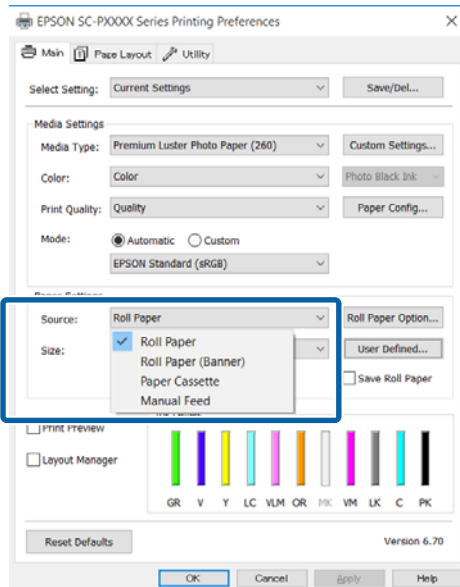 EPSON SC-PXXXX Series Printing Preferences
Main Page Layout Utility
Select Setting: Current Settings Save/Del...
Media Settings
Media Type: Premium Luster Photo Paper (260) Custom Settings...
Color: Color Photo Black Ink
Print Quality: Quality Paper Config...
Mode: Automatic Custom
EPSON Standard (sRGB)
Paper Settings
Source: Roll Paper Roll Paper Option...
Roll Paper
Size: User Defined...
Roll Paper (Banner)
Paper Cassette Save Roll Paper
Manual Feed
Print Preview Ink Levels
Layout Manager
GR V Y LC VLM OR MK VM LK C PK
Reset Defaults Version 6.70
OK Cancel Apply Help